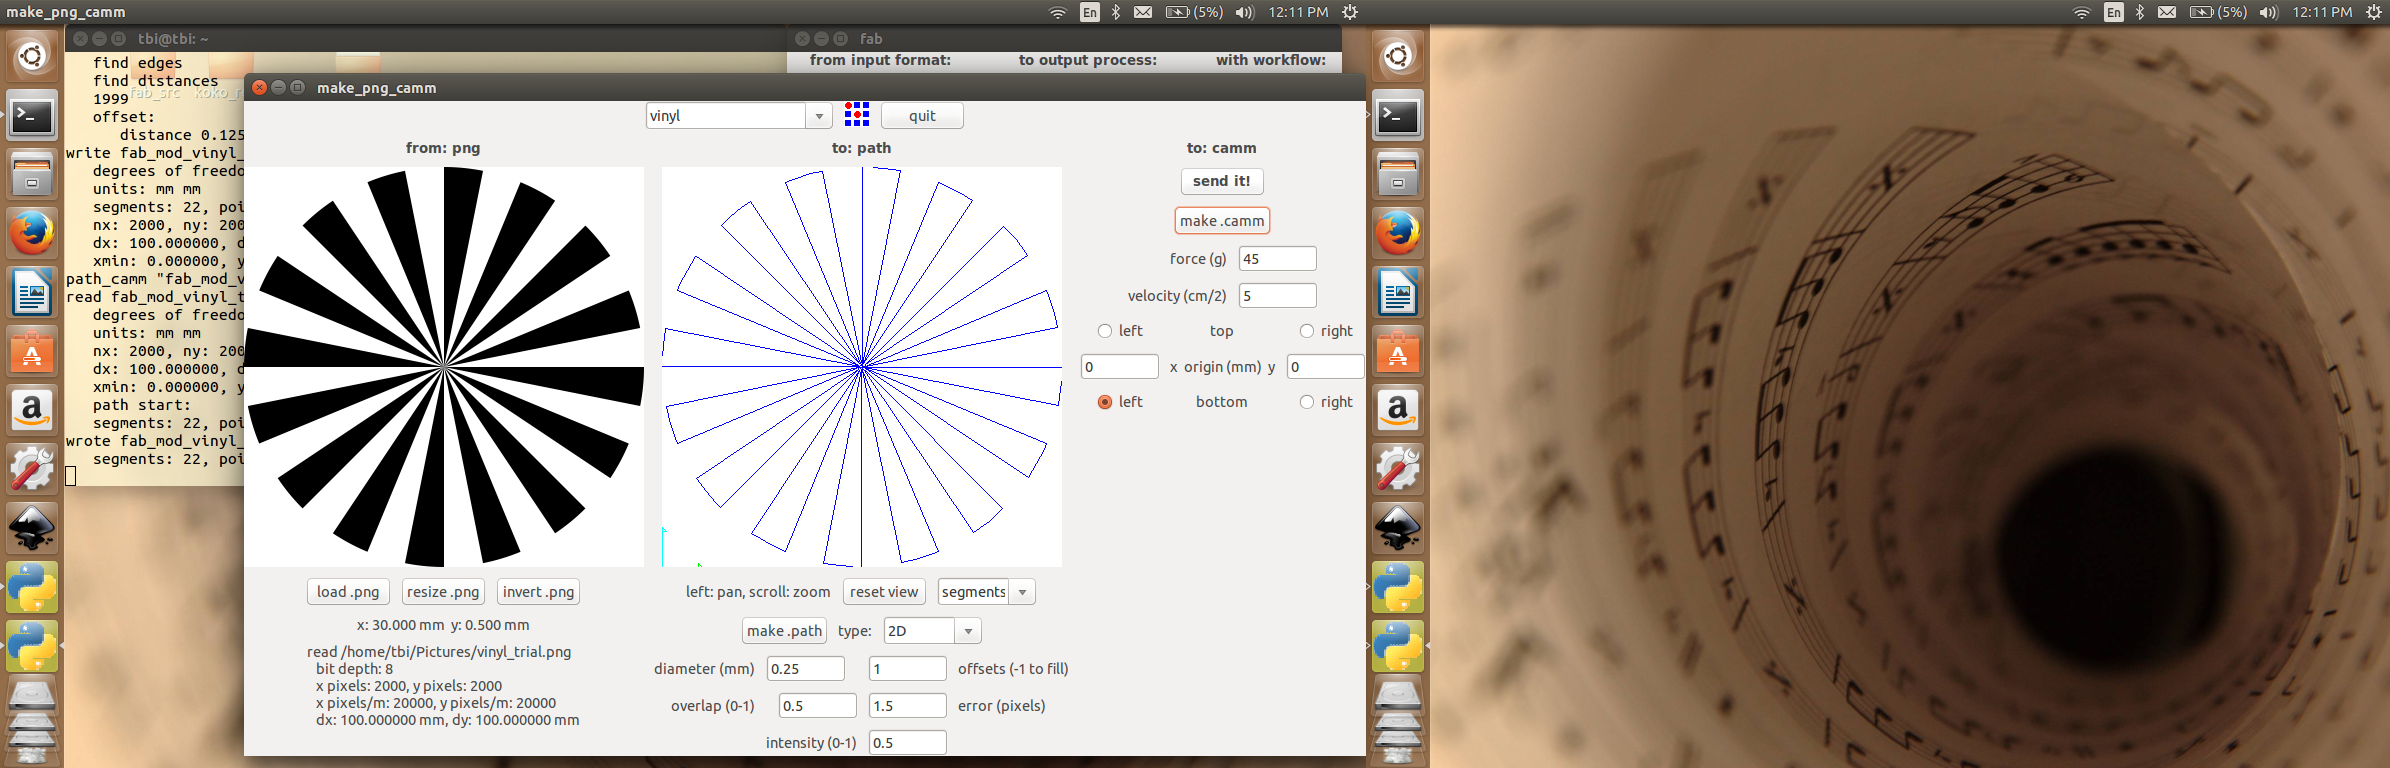 make_png_camm
En
(5%)
12:11 PM
En
(5%)
12:11 PM
tbi@tbi: ~
find edges
find distances
1999
offset:
distance 0.125
write fab_mod_vinyl_
degrees of freedo
units: mm mm
segments: 22, poi
nx: 2000, ny: 200
dx: 100.000000, d
xmin: 0.000000, y
path_camm "fab_mod_v
read fab_mod_vinyl_t
degrees of freedo
units: mm mm
nx: 2000, ny: 200
dx: 100.000000, d
xmin: 0.000000, y
path start:
segments: 22, poi
wrote fab_mod_vinyl_
segments: 22, poi
fab_src
koko_r
fab
from input format: to output process: with workflow:
make_png_camm
vinyl
quit
from: png
to: path
to: camm
send it!
make .camm
force (g) 45
velocity (cm/2) 5
left top right
0 x origin (mm) y 0
left bottom right
load .png resize .png invert .png
x: 30.000 mm y: 0.500 mm
read /home/tbi/Pictures/vinyl_trial.png
bit depth: 8
x pixels: 2000, y pixels: 2000
x pixels/m: 20000, y pixels/m: 20000
dx: 100.000000 mm, dy: 100.000000 mm
left: pan, scroll: zoom reset view segments
make .path type: 2D
diameter (mm) 0.25 1 offsets (-1 to fill)
overlap (0-1) 0.5 1.5 error (pixels)
intensity (0-1) 0.5